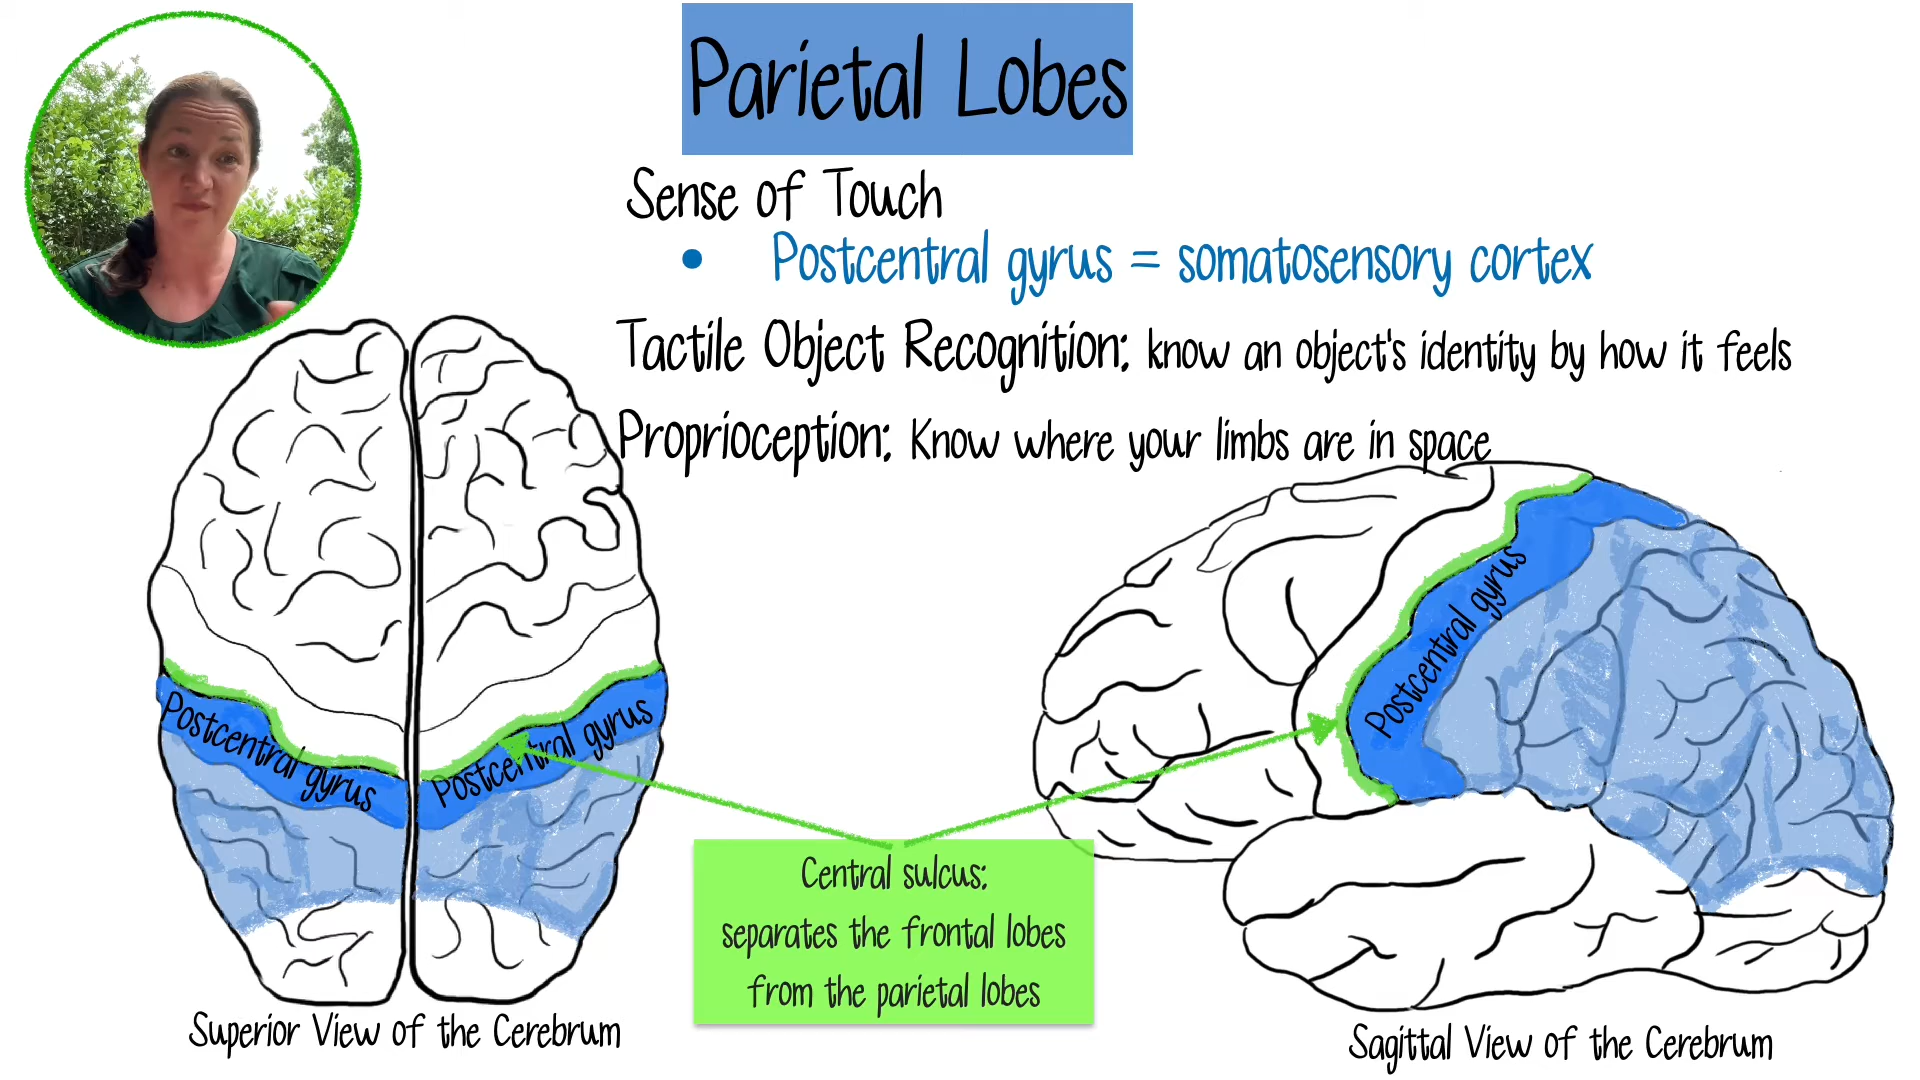 Parietal Lobes
Sense of Touch
• Postcentral gyrus = somatosensory cortex
Tactile Object Recognition: know an object's identity by how it feels
Proprioception: Know where your limbs are in space
Postcentral gyrus
Postcentral gyrus
Postcentral gyrus
Central sulcus:
separates the frontal lobes
from the parietal lobes
Superior View of the Cerebrum
Sagittal View of the Cerebrum